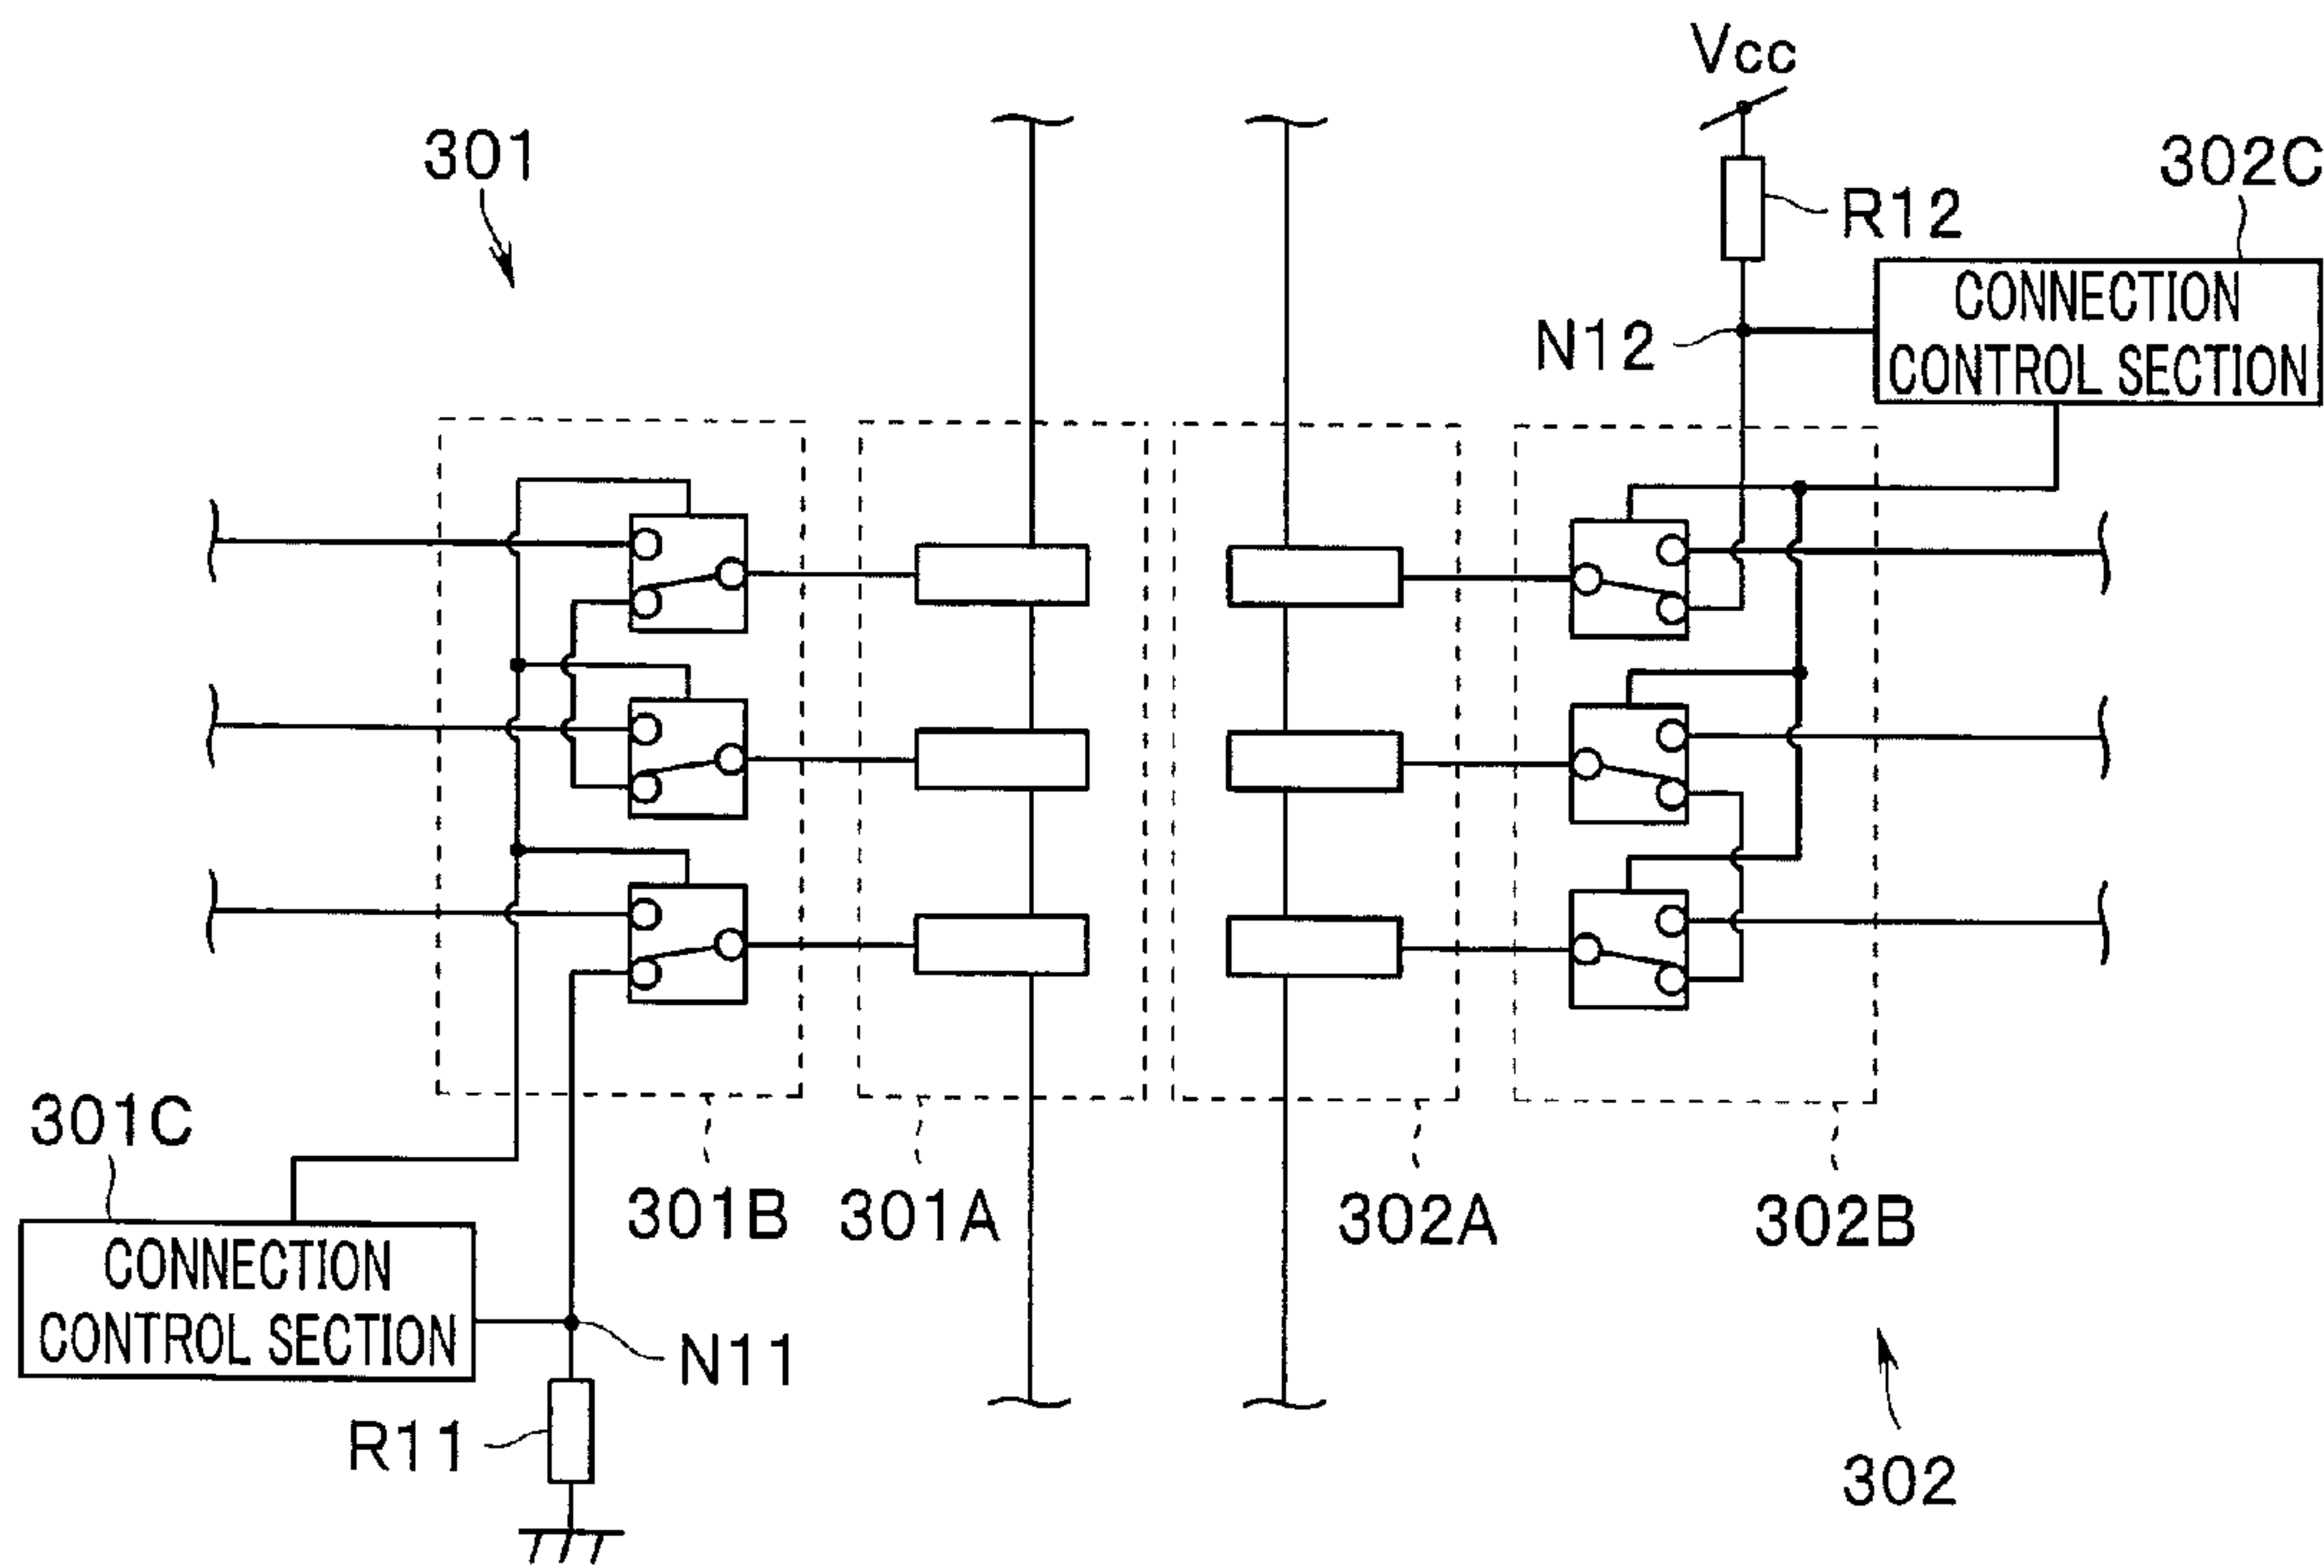 Vcc
301
302C
R12
CONNECTION
CONTROL SECTION
N12
301C
301B
301A
302A
302B
CONNECTION
CONTROL SECTION
N11
R11
302